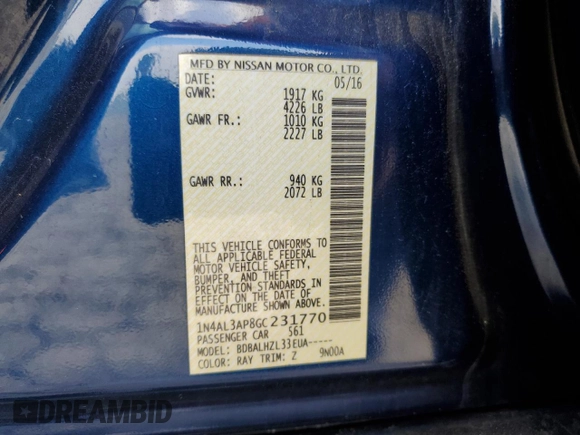 MFD BY NISSAN MOTOR CO., LTD.
DATE: 05/16
GVWR: 1917 KG
4226 LB
GAWR FR.: 1010 KG
2227 LB
GAWR RR.: 940 KG
2072 LB
THIS VEHICLE CONFORMS TO
ALL APPLICABLE FEDERAL
MOTOR VEHICLE SAFETY,
BUMPER, AND THEFT
PREVENTION STANDARDS IN
EFFECT ON THE DATE OF
MANUFACTURE SHOWN ABOVE.
1N4AL3AP8GC231770
PASSENGER CAR 561
MODEL: BDBALHZL33EUA-----
COLOR: RAY TRIM: Z 9N00A
DREAMBID